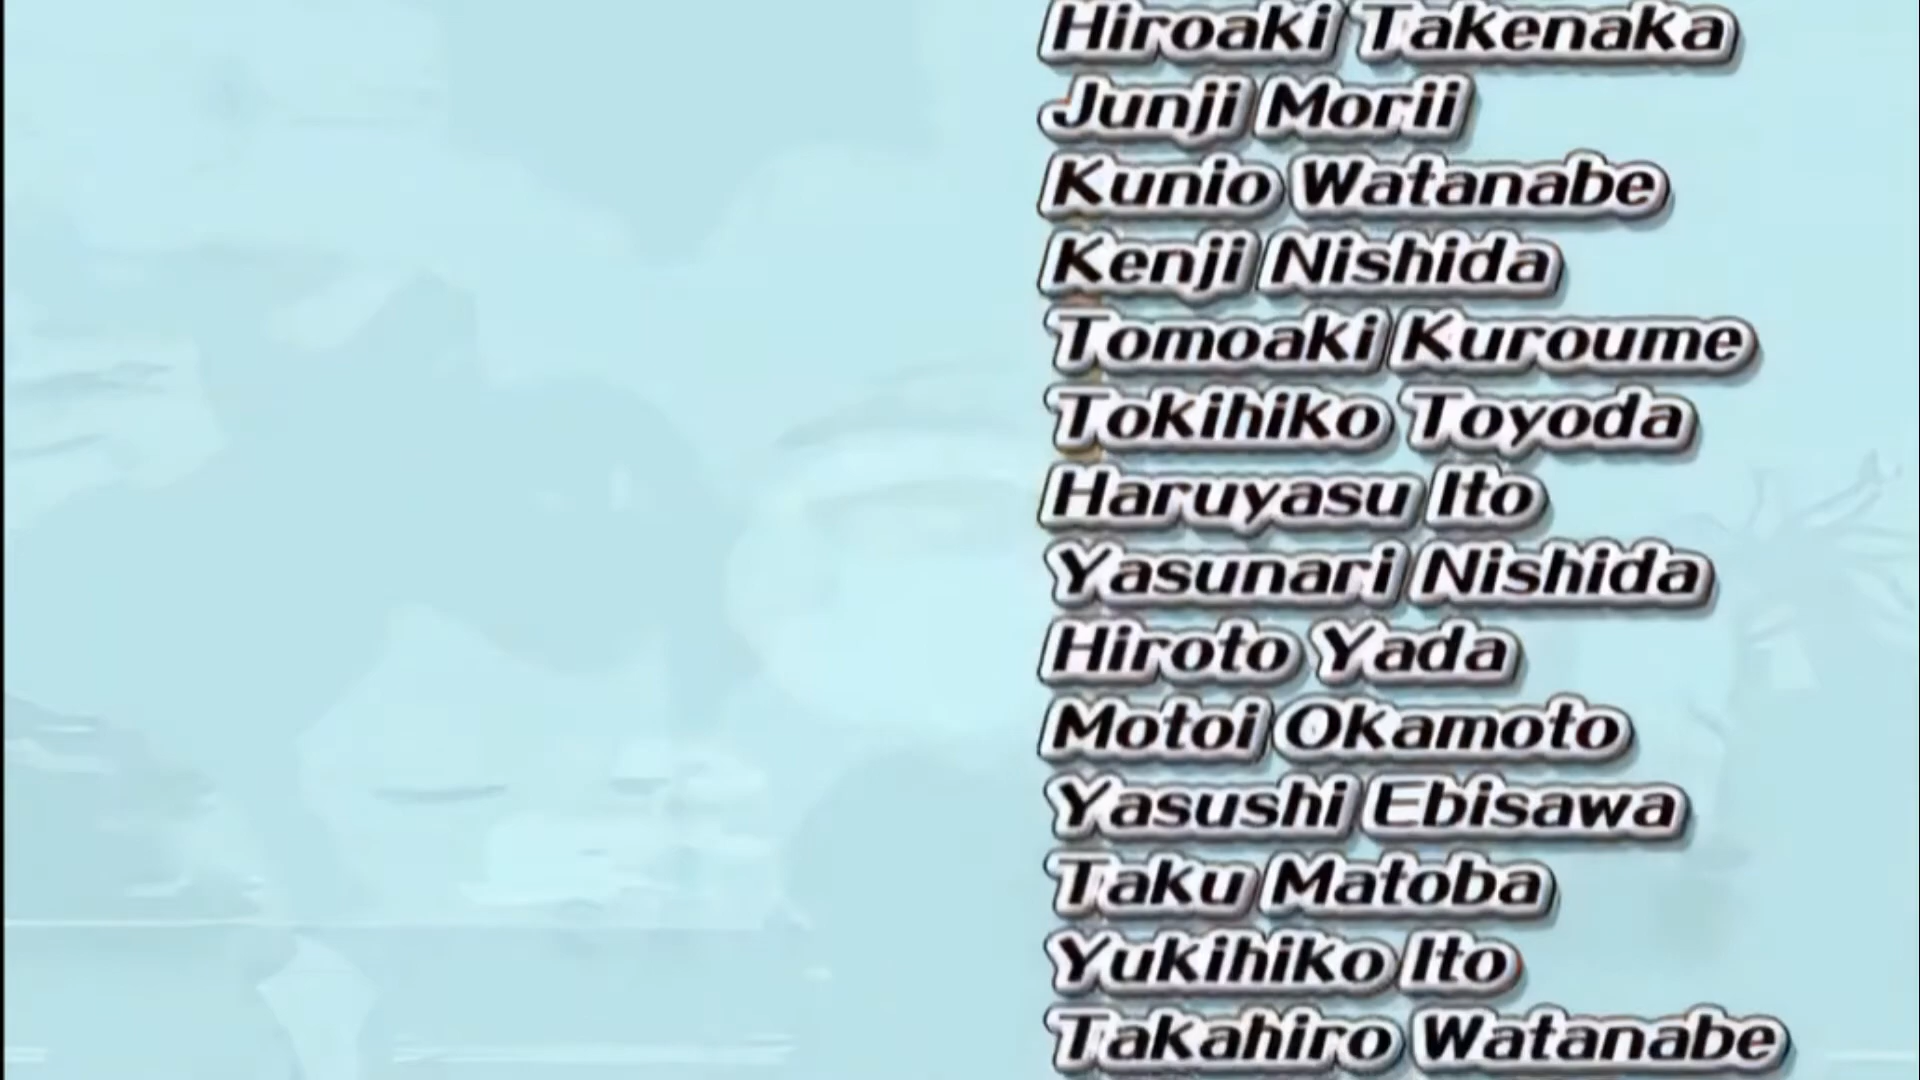 Hiroaki Takenaka
Junji Morii
Kunio Watanabe
Kenji Nishida
Tomoaki Kuroume
Tokihiko Toyoda
Haruyasu Ito
Yasunari Nishida
Hiroto Yada
Motoi Okamoto
Yasushi Ebisawa
Taku Matoba
Yukihiko Ito
Takahiro Watanabe